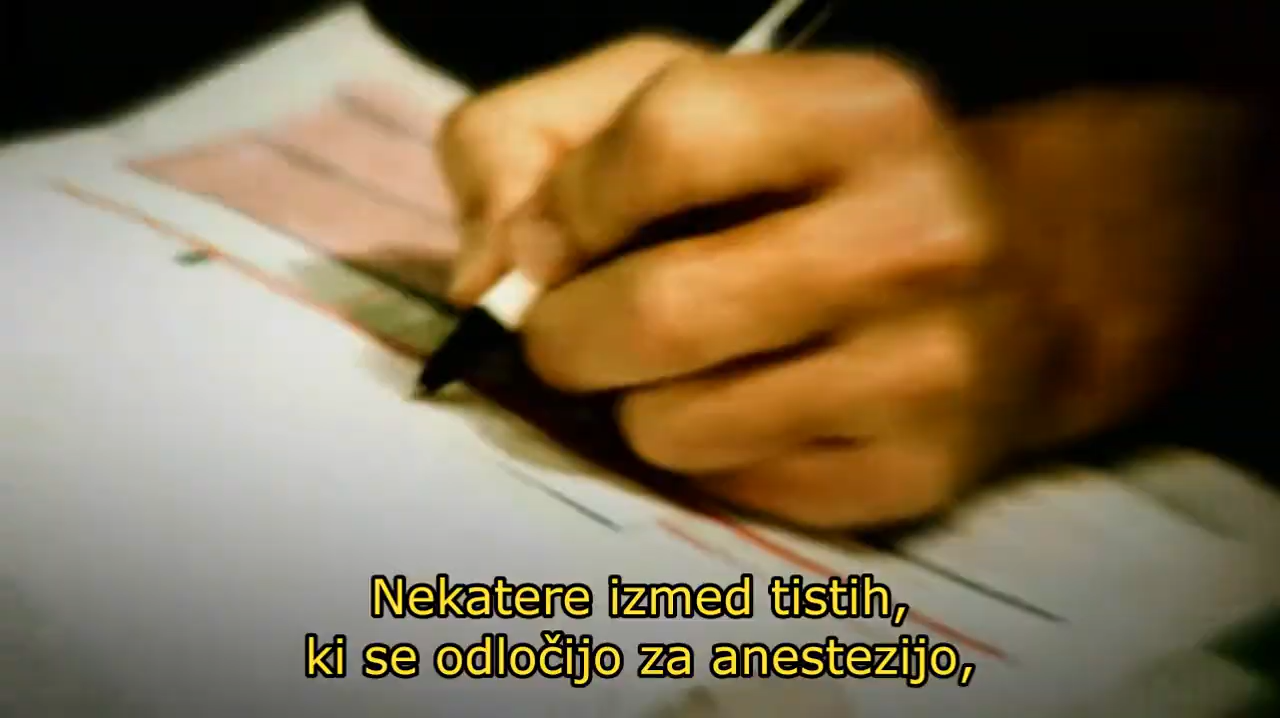 Nekatere izmed tistih,
ki se odločijo za anestezijo,